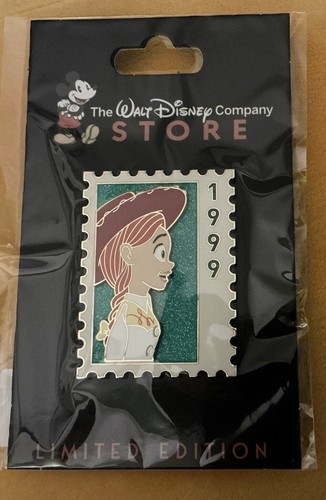 The WALT DISNEY Company
STORE
1999
LIMITED EDITION